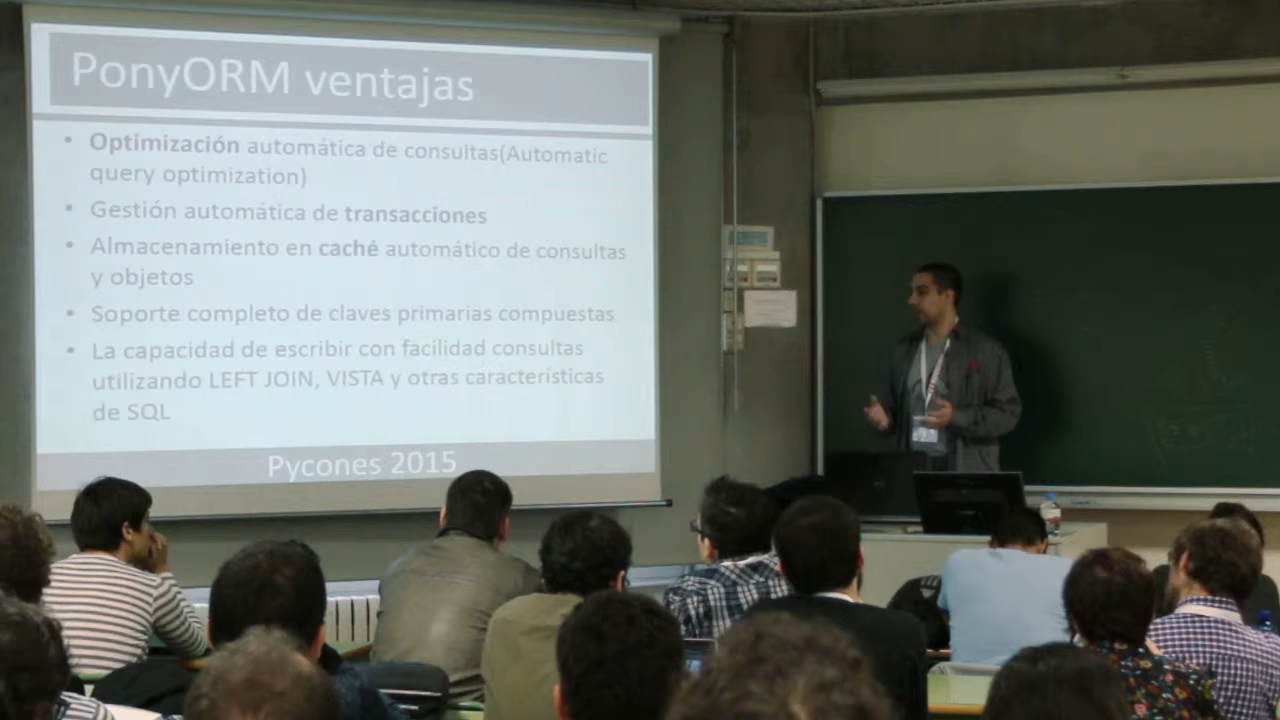 PonyORM ventajas
• Optimización automática de consultas(Automatic
query optimization)
• Gestión automática de transacciones
• Almacenamiento en caché automático de consultas
y objetos
• Soporte completo de claves primarias compuestas
• La capacidad de escribir con facilidad consultas
utilizando LEFT JOIN, VISTA y otras características
de SQL
Pycones 2015